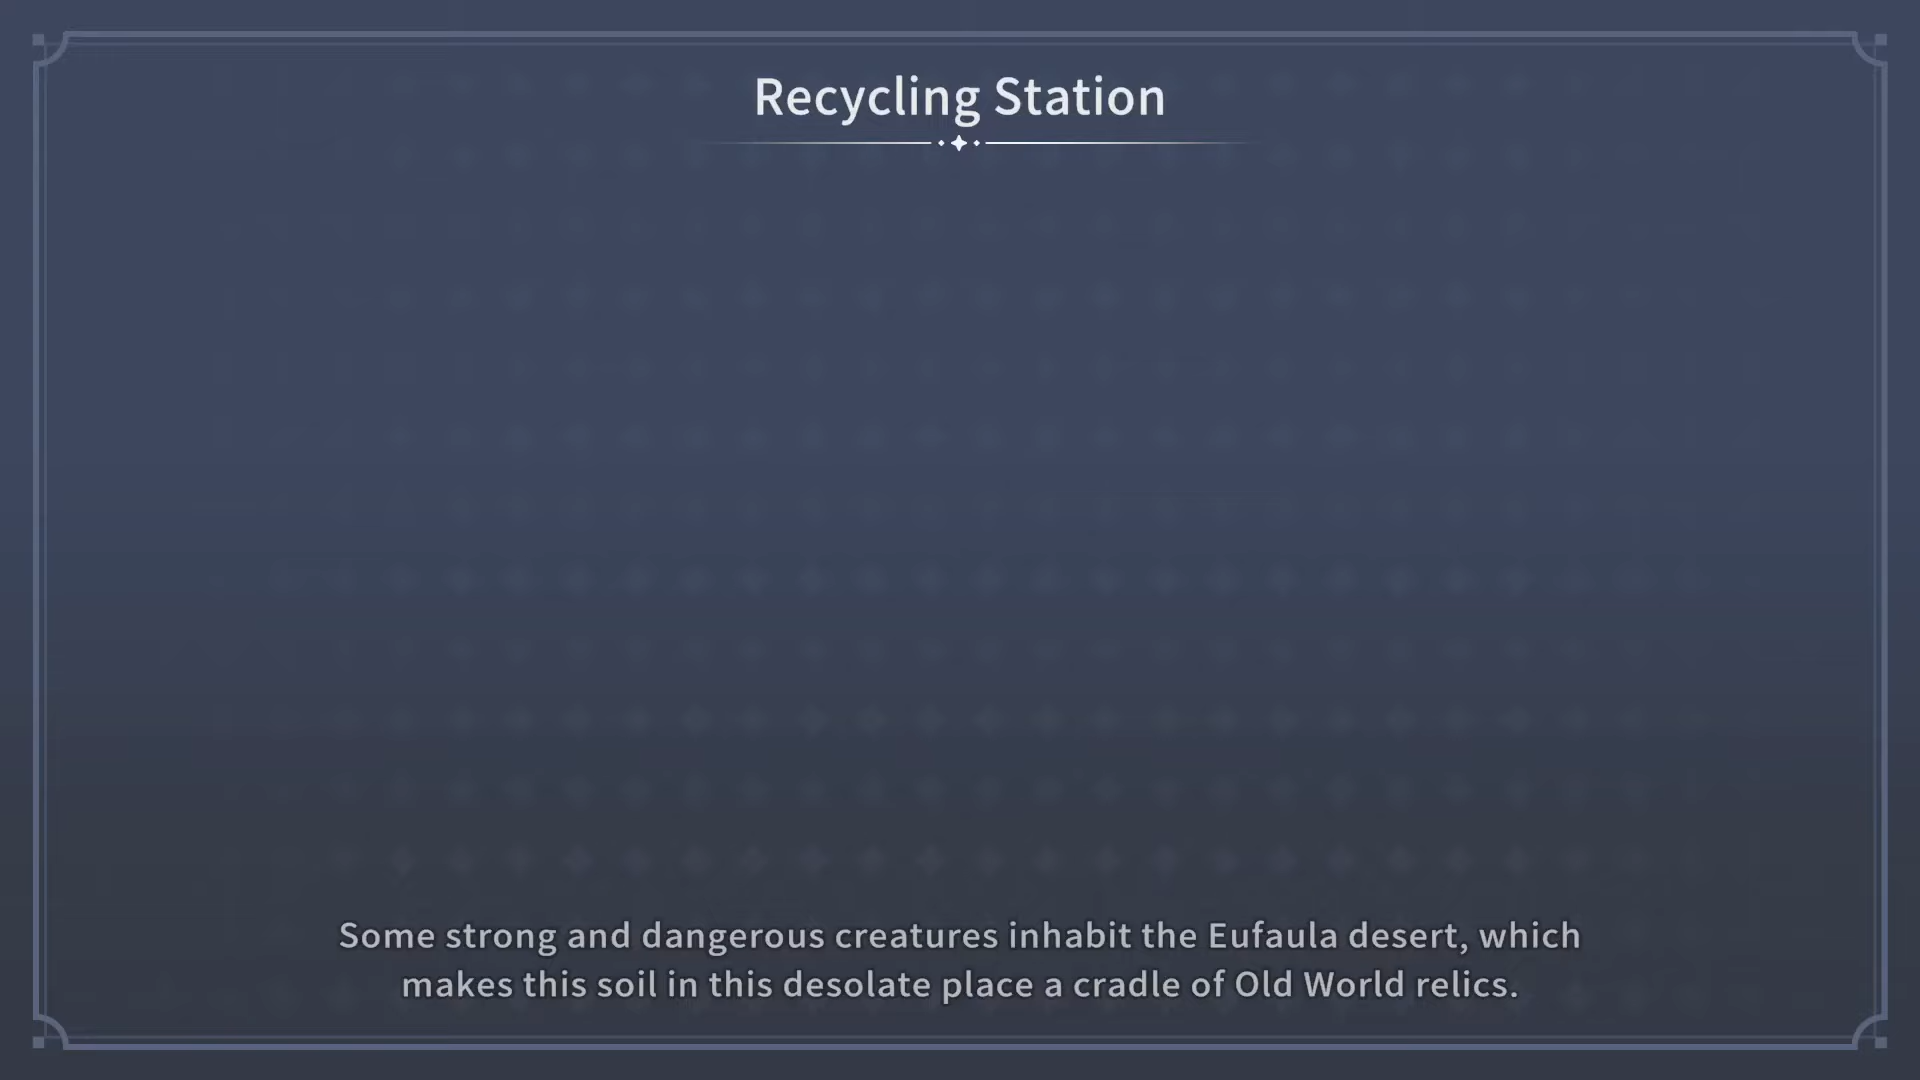 Recycling Station
Some strong and dangerous creatures inhabit the Eufaula desert, which
makes this soil in this desolate place a cradle of Old World relics.